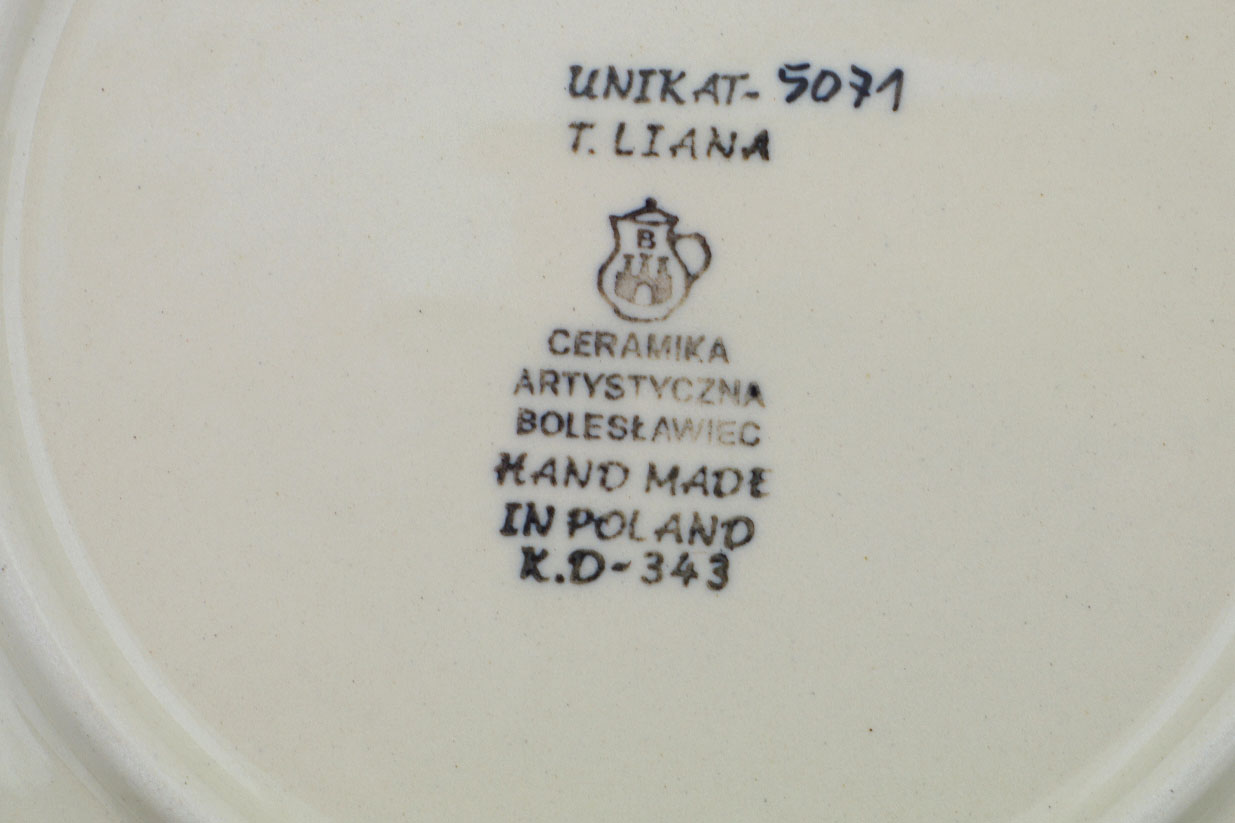 UNIKAT-5071
T. LIANA
B
CERAMIKA
ARTYSTYCZNA
BOLESŁAWIEC
HAND MADE
IN POLAND
K.D-343